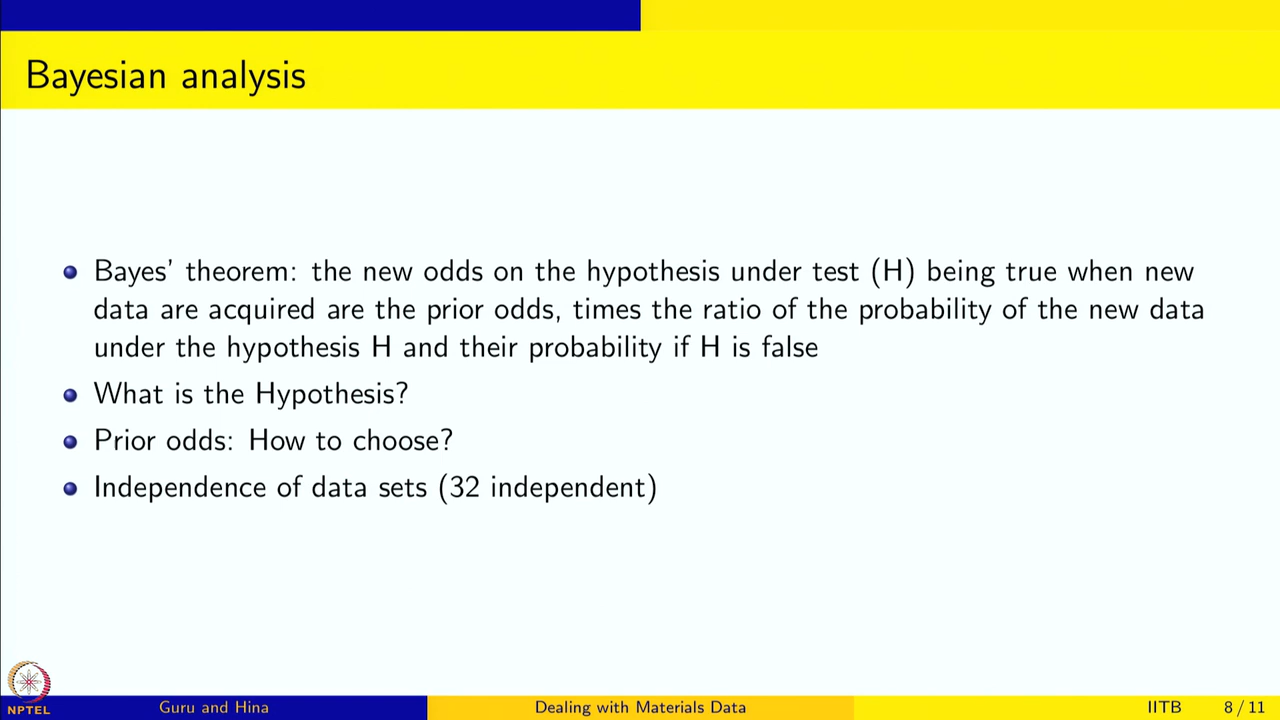 Bayesian analysis
Bayes' theorem: the new odds on the hypothesis under test (H) being true when new
data are acquired are the prior odds, times the ratio of the probability of the new data
under the hypothesis H and their probability if H is false
What is the Hypothesis?
Prior odds: How to choose?
Independence of data sets (32 independent)
NPTEL
Guru and Hina
Dealing with Materials Data
IITB
8 / 11